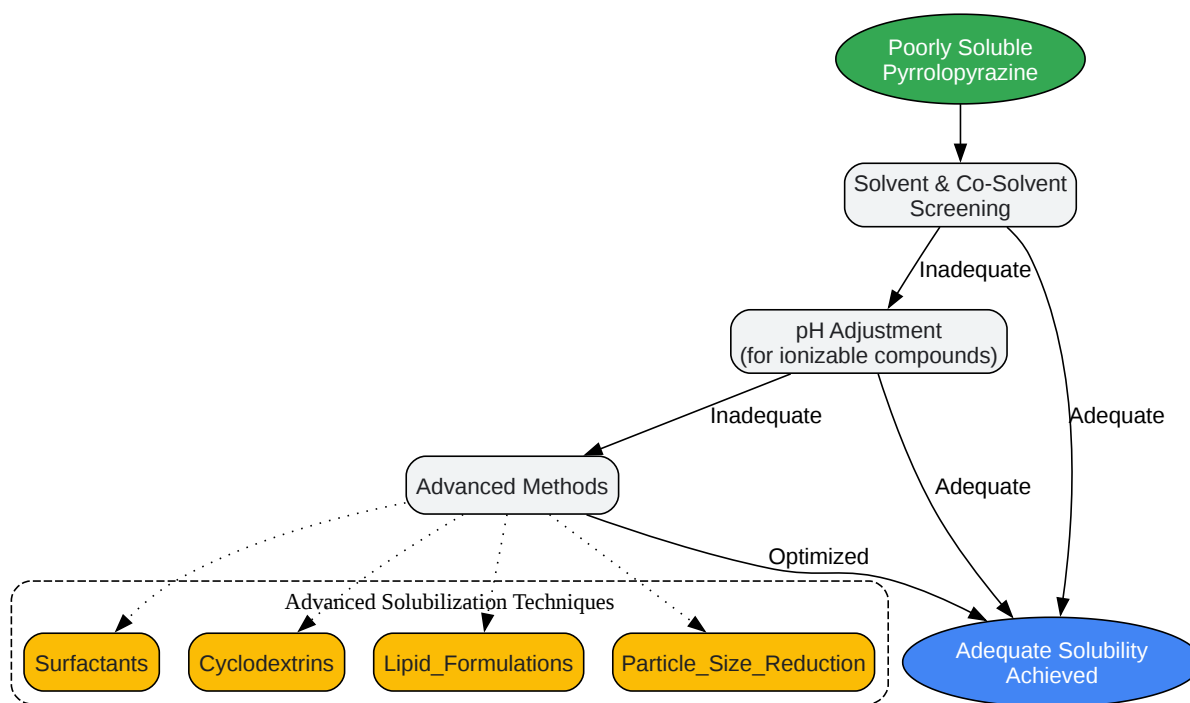 Poorly Soluble
Pyrrolopyrazine
Solvent & Co-Solvent
Screening
Inadequate
pH Adjustment
(for ionizable compounds)
Inadequate
Adequate
Advanced Methods
Adequate
Optimized
Advanced Solubilization Techniques
Surfactants
Cyclodextrins
Lipid_Formulations
Particle_Size_Reduction
Adequate Solubility
Achieved